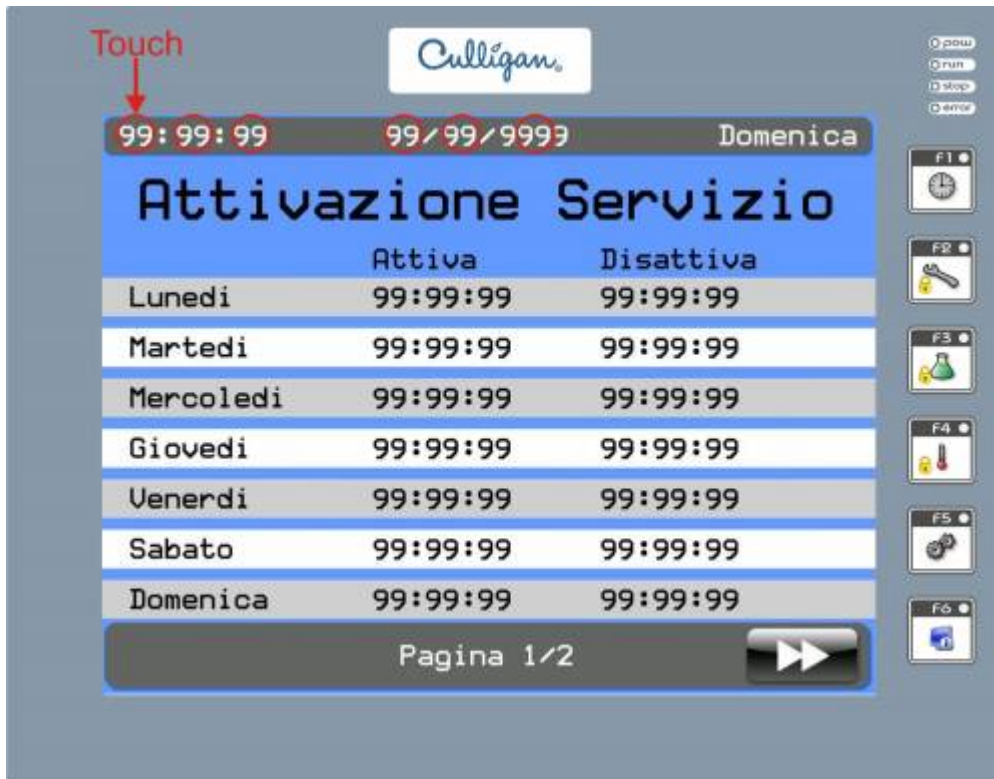 Touch
Culligan®
pow
run
stop
error
99:99:99 99/99/9999 Domenica
Attivazione Servizio
Attiva Disattiva
Lunedi 99:99:99 99:99:99
Martedi 99:99:99 99:99:99
Mercoledi 99:99:99 99:99:99
Giovedi 99:99:99 99:99:99
Venerdi 99:99:99 99:99:99
Sabato 99:99:99 99:99:99
Domenica 99:99:99 99:99:99
Pagina 1/2
F1
F2
F3
F4
F5
F6